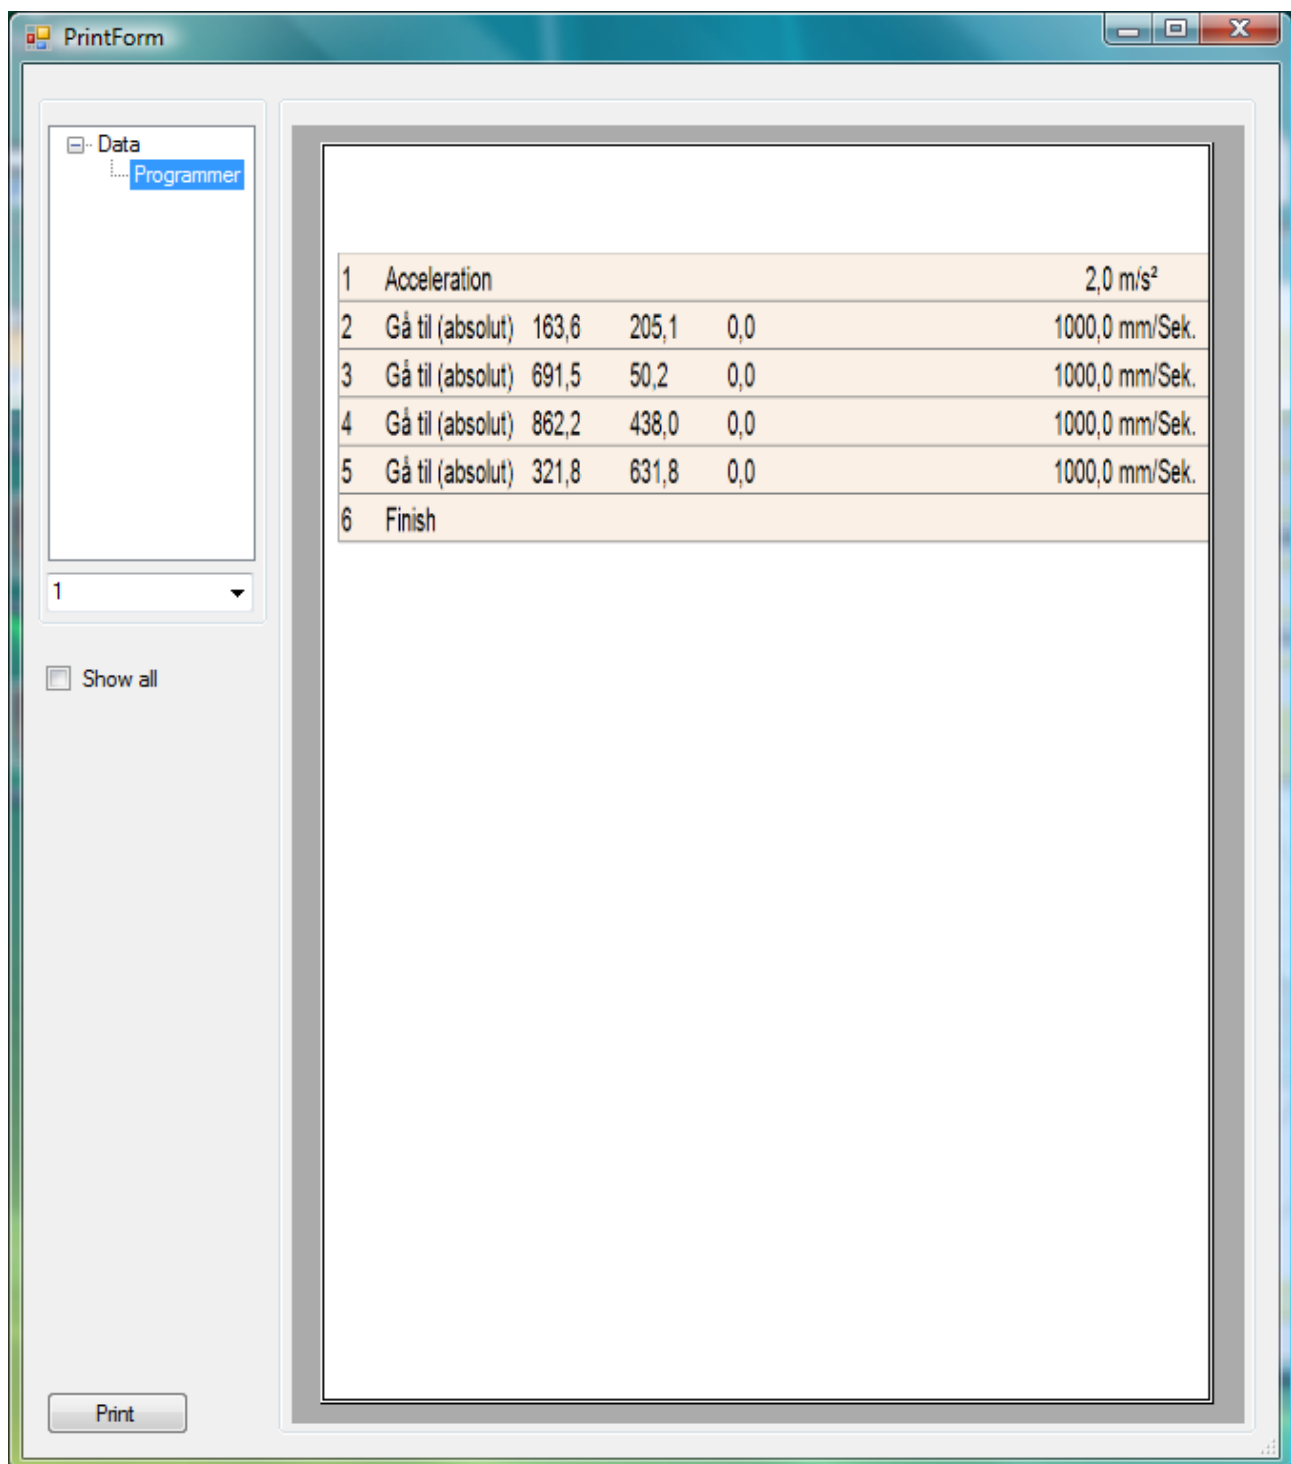 PrintForm
Data
Programmer
1
Show all
Print
1 Acceleration 2,0 m/s²
2 Gå til (absolut) 163,6 205,1 0,0 1000,0 mm/Sek.
3 Gå til (absolut) 691,5 50,2 0,0 1000,0 mm/Sek.
4 Gå til (absolut) 862,2 438,0 0,0 1000,0 mm/Sek.
5 Gå til (absolut) 321,8 631,8 0,0 1000,0 mm/Sek.
6 Finish